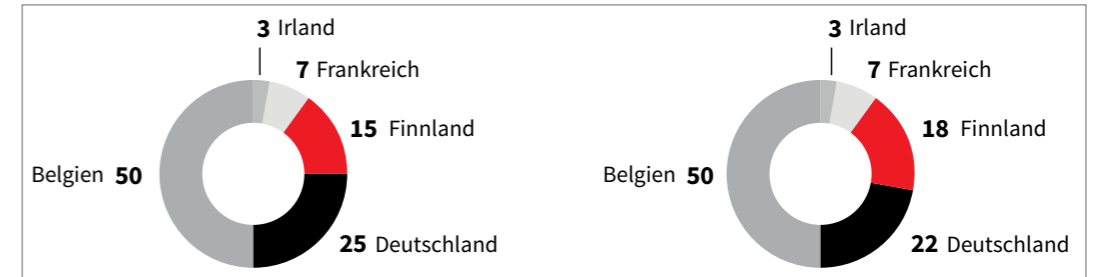 3 Irland
7 Frankreich
15 Finnland
Belgien 50
25 Deutschland
3 Irland
7 Frankreich
18 Finnland
Belgien 50
22 Deutschland